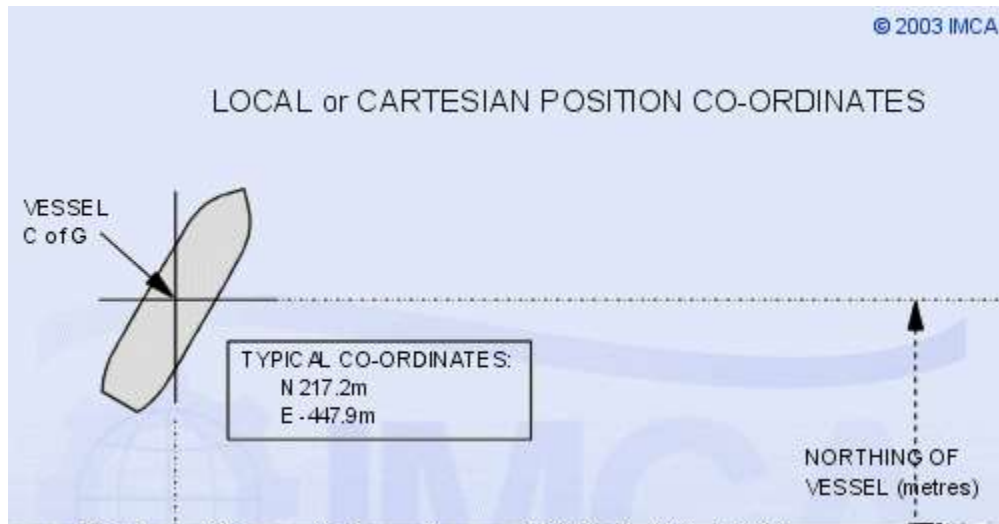 © 2003 IMCA
LOCAL or CARTESIAN POSITION CO-ORDINATES
VESSEL
C of G
TYPICAL CO-ORDINATES:
N 217.2m
E -447.9m
NORTHING OF
VESSEL (metres)
IMCA